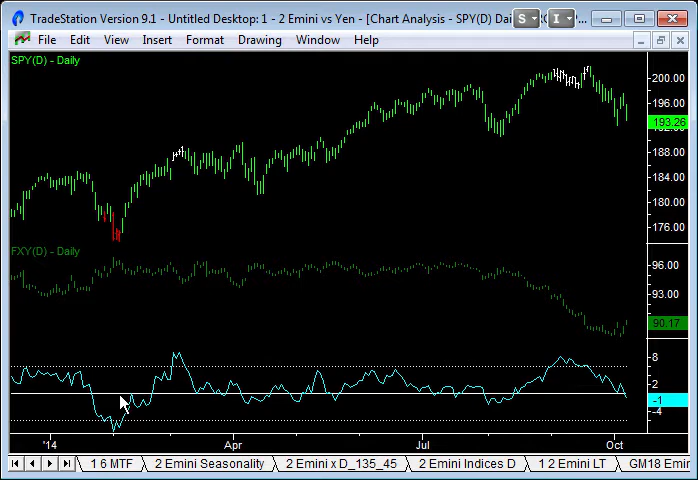 TradeStation Version 9.1 - Untitled Desktop: 1 - 2 Emini vs Yen - [Chart Analysis - SPY(D) Dai
S I
File Edit View Insert Format Drawing Window Help
SPY(D) - Daily
200.00
196.00
193.26
188.00
184.00
180.00
176.00
FXY(D) - Daily
96.00
93.00
90.17
8
2
-1
-4
'14 Apr Jul Oct
1 6 MTF 2 Emini Seasonality 2 Emini x D_135_45 2 Emini Indices D 1 2 Emini LT GM18 Emin